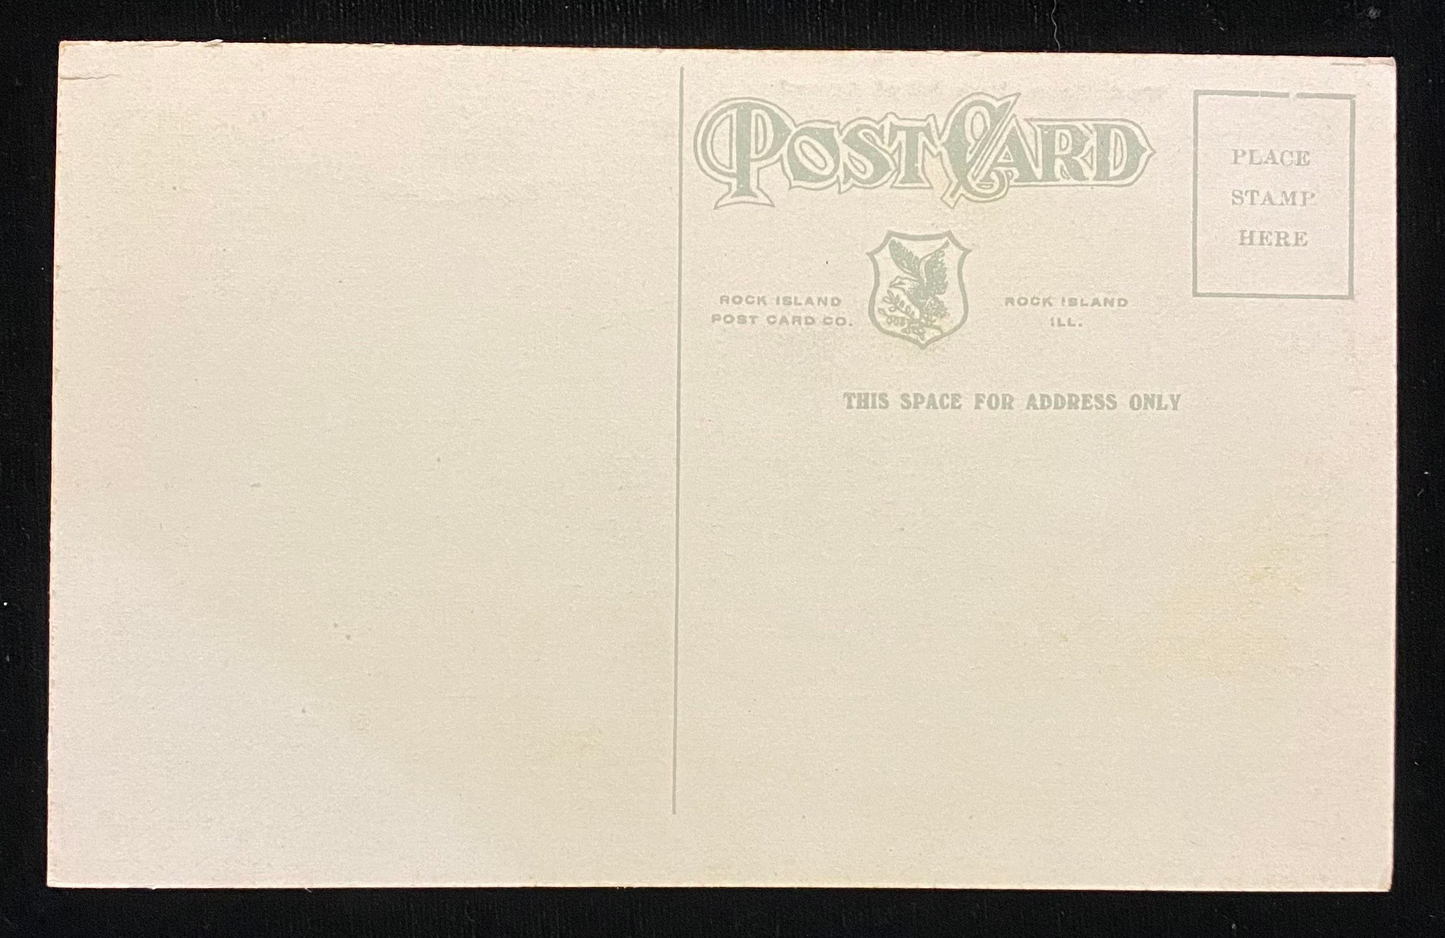 POST CARD
PLACE
STAMP
HERE
ROCK ISLAND
POST CARD CO.
ROCK ISLAND
ILL.
THIS SPACE FOR ADDRESS ONLY